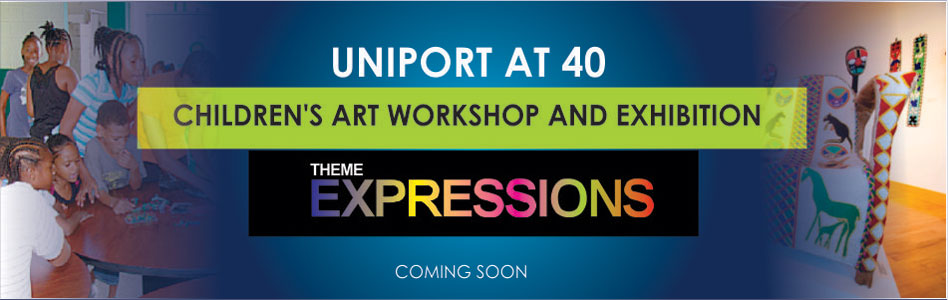 UNIPORT AT 40
CHILDREN'S ART WORKSHOP AND EXHIBITION
THEME
EXPRESSIONS
COMING SOON